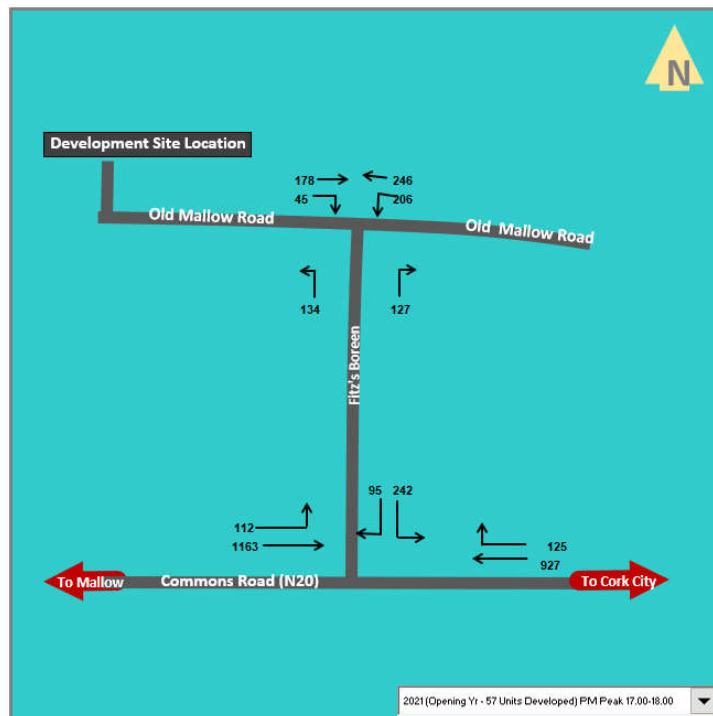 N
Development Site Location
178 246
45 206
Old Mallow Road
Old Mallow Road
134 127
Fitz's Boreen
95 242
112
1163
125
927
To Mallow
Commons Road (N20)
To Cork City
2021 (Opening Yr - 57 Units Developed) PM Peak 17.00-18.00